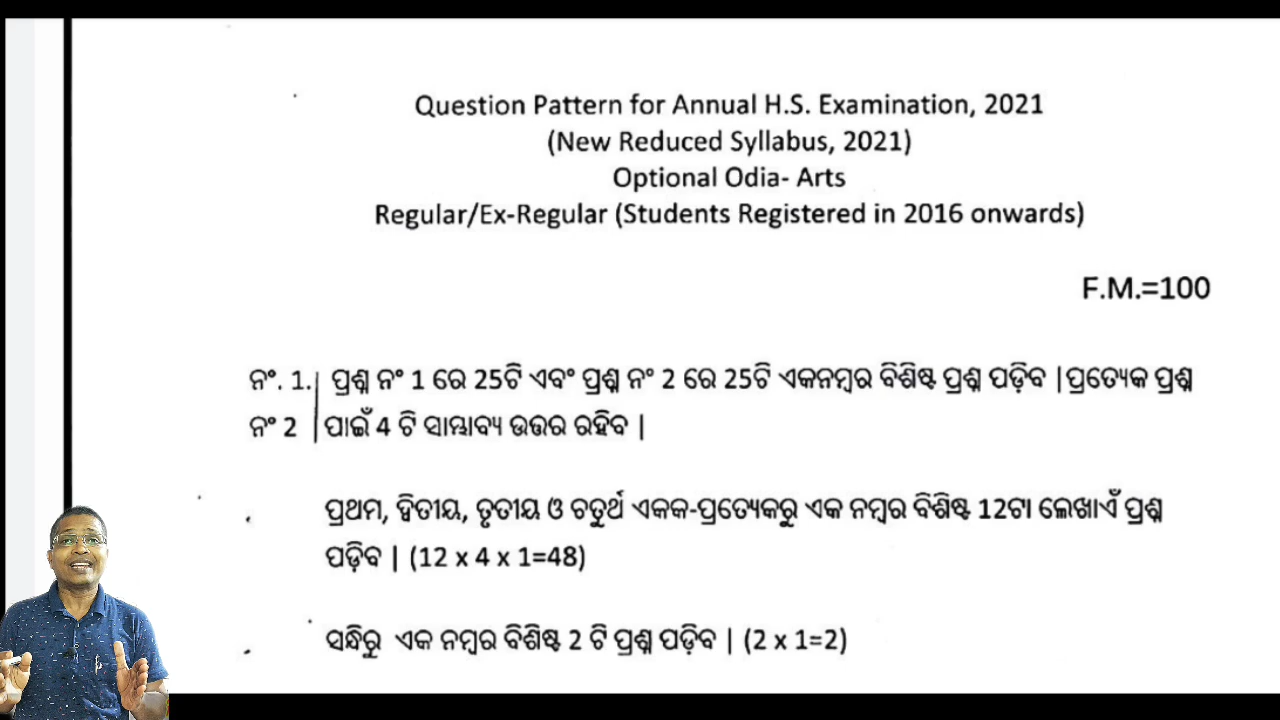 Question Pattern for Annual H.S. Examination, 2021
(New Reduced Syllabus, 2021)
Optional Odia- Arts
Regular/Ex-Regular (Students Registered in 2016 onwards)
F.M.=100
ନଂ. 1. ପ୍ରଶ୍ନ ନଂ 1 ରେ 25ଟି ଏବଂ ପ୍ରଶ୍ନ ନଂ 2 ରେ 25ଟି ଏକନମ୍ବର ବିଶିଷ୍ଟ ପ୍ରଶ୍ନ ପଡ଼ିବ |ପ୍ରତ୍ୟେକ ପ୍ରଶ୍ନ
ନଂ 2 ପାଇଁ 4 ଟି ସାମ୍ଭାବ୍ୟ ଉତ୍ତର ରହିବ |
ପ୍ରଥମ, ଦ୍ୱିତୀୟ, ତୃତୀୟ ଓ ଚତୁର୍ଥ ଏକକ-ପ୍ରତ୍ୟେକରୁ ଏକ ନମ୍ବର ବିଶିଷ୍ଟ 12ଟା ଲେଖାଏଁ ପ୍ରଶ୍ନ
ପଡ଼ିବ | (12 x 4 x 1=48)
ସନ୍ଧିରୁ ଏକ ନମ୍ବର ବିଶିଷ୍ଟ 2 ଟି ପ୍ରଶ୍ନ ପଡ଼ିବ | (2 x 1=2)